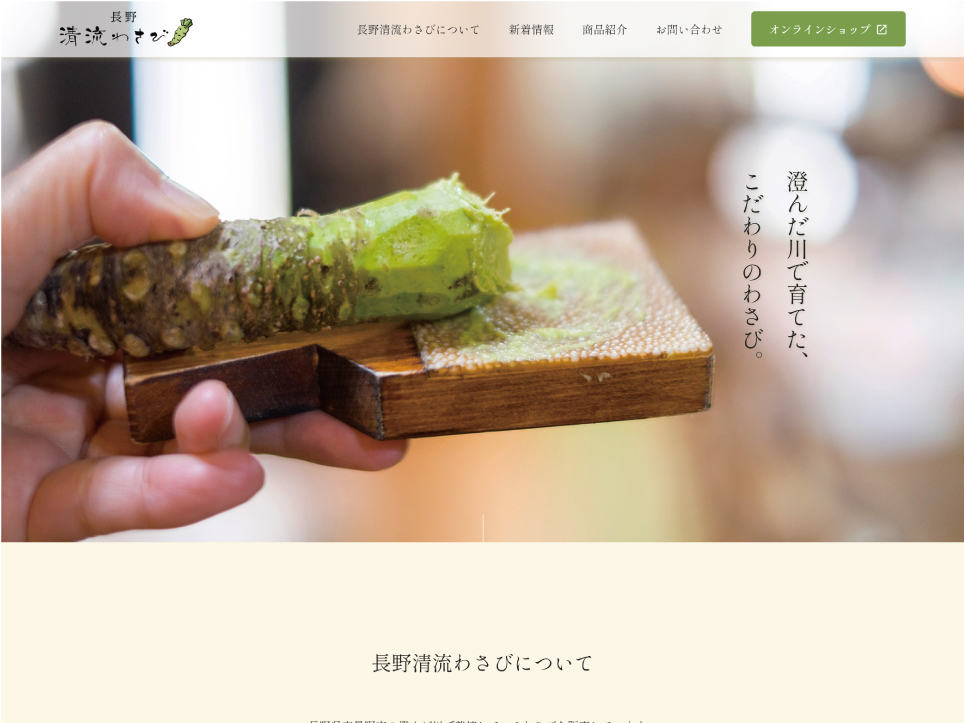 長野
清流わさび
長野清流わさびについて
新着情報
商品紹介
お問い合わせ
オンラインショップ
澄んだ川で育てた、
こだわりのわさび。
長野清流わさびについて